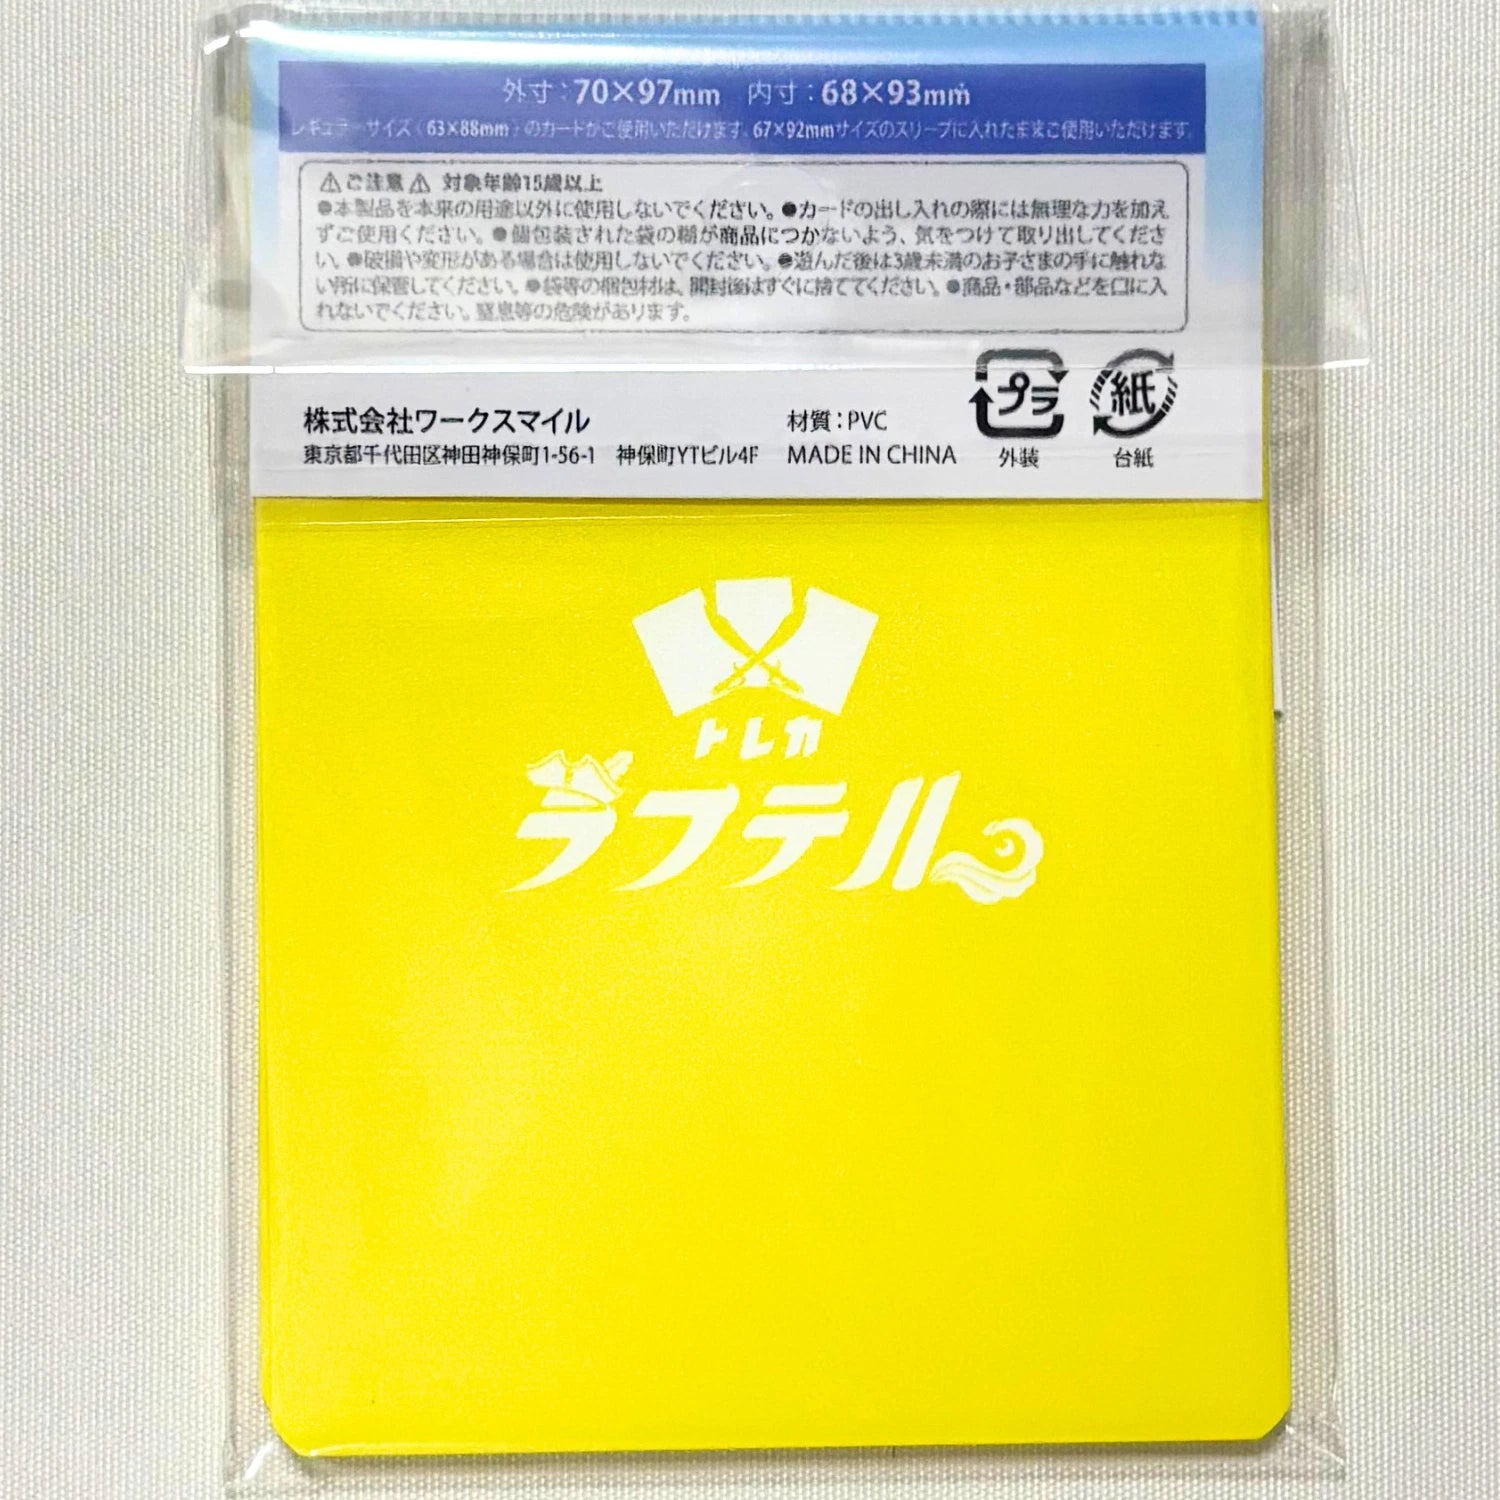 外寸：70×97mm　内寸：68×93mm
レギュラーサイズ（63×88mm）のカードがご使用いただけます。67×92mmサイズのスリーブに入れたままご使用いただけます。
⚠ご注意⚠ 対象年齢15歳以上
●本製品を本来の用途以外に使用しないでください。●カードの出し入れの際には無理な力を加え
ずご使用ください。●個包装された袋の糊が商品につかないよう、気をつけて取り出してくださ
い。●破損や変形がある場合は使用しないでください。●遊んだ後は3歳未満のお子さまの手に触れな
い所に保管してください。●袋等の梱包材は、開封後はすぐに捨ててください。●商品・部品などを口に入
れないでください。窒息等の危険があります。
プラ 紙
株式会社ワークスマイル 材質：PVC
東京都千代田区神田神保町1-56-1　神保町YTビル4F MADE IN CHINA 外装 台紙
トレカ
ラフテル